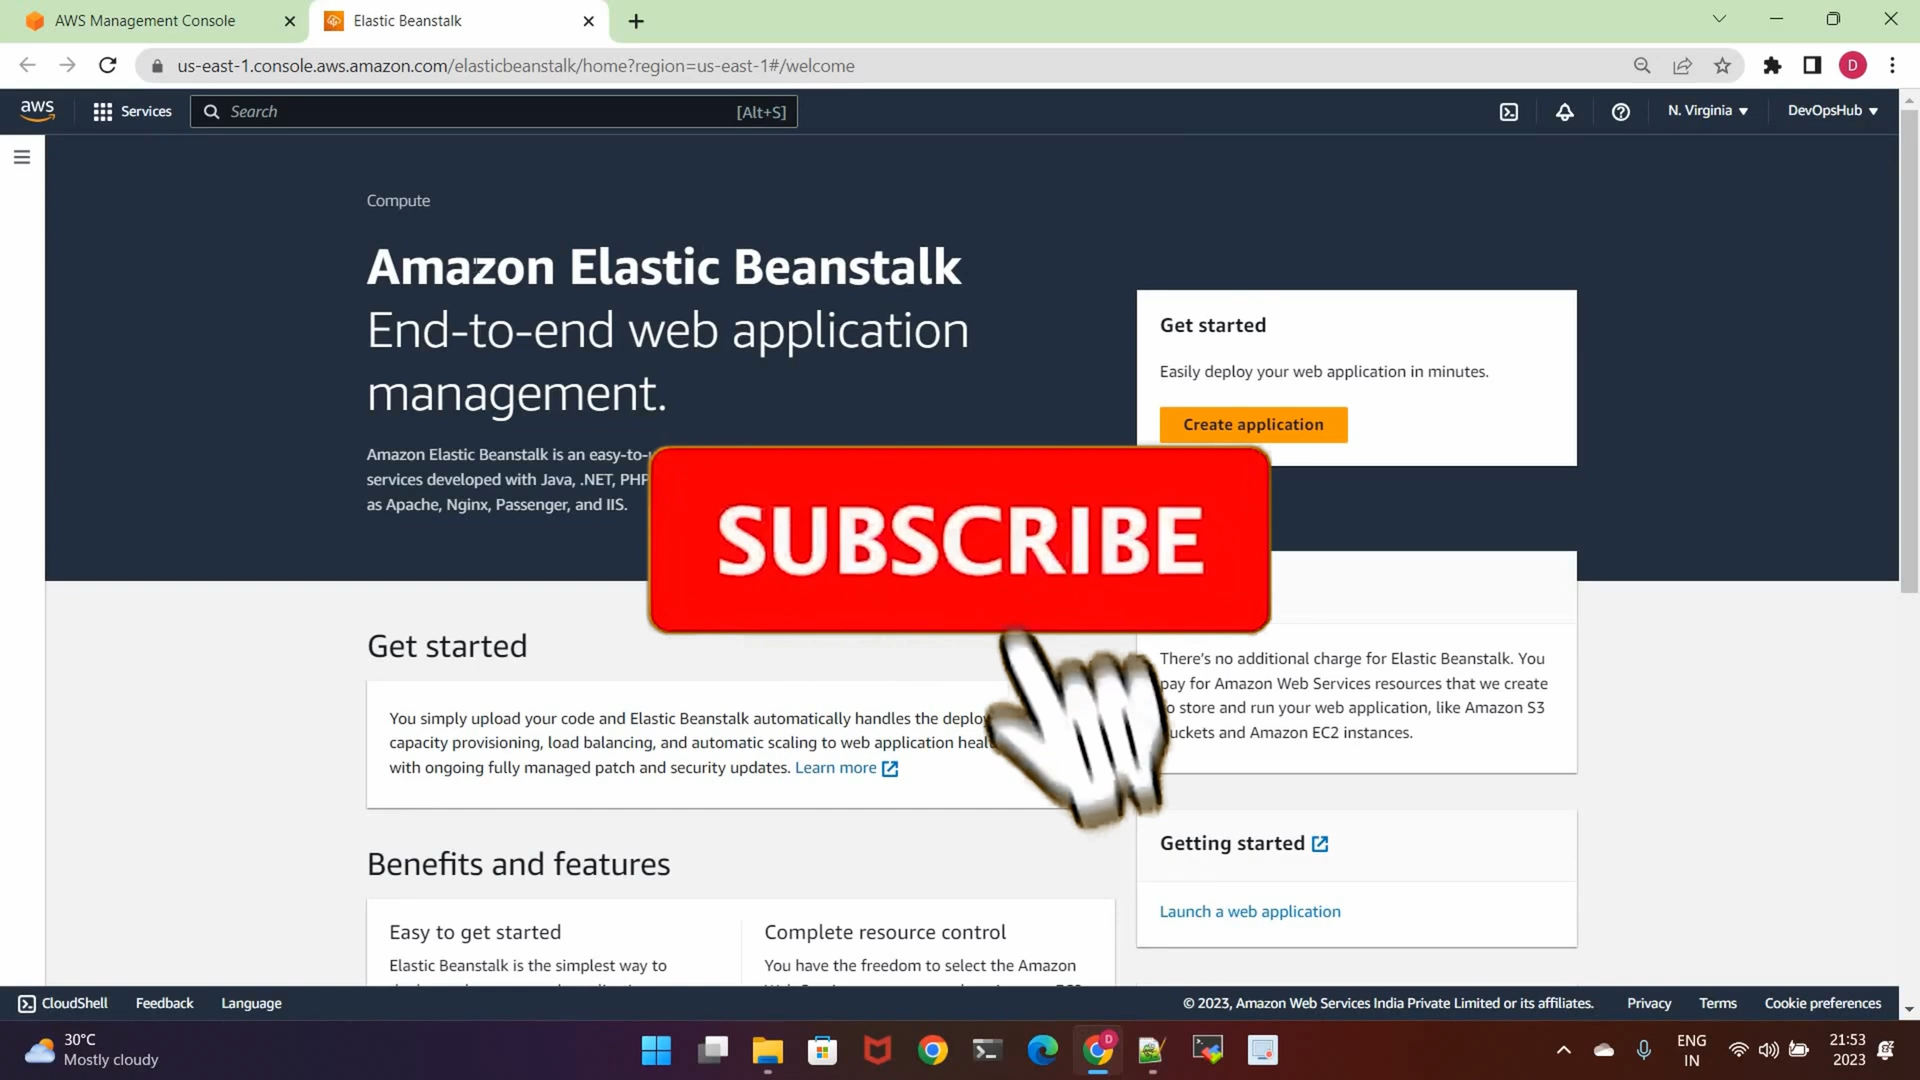 AWS Management Console
Elastic Beanstalk
us-east-1.console.aws.amazon.com/elasticbeanstalk/home?region=us-east-1#/welcome
D
aws
Services
Search
[Alt+S]
N. Virginia
DevOpsHub
Compute
Amazon Elastic Beanstalk
End-to-end web application
management.
Amazon Elastic Beanstalk is an easy-to-
services developed with Java, .NET, PHP
as Apache, Nginx, Passenger, and IIS.
Get started
Easily deploy your web application in minutes.
Create application
SUBSCRIBE
There's no additional charge for Elastic Beanstalk. You
pay for Amazon Web Services resources that we create
to store and run your web application, like Amazon S3
buckets and Amazon EC2 instances.
Get started
You simply upload your code and Elastic Beanstalk automatically handles the
capacity provisioning, load balancing, and automatic scaling to web application
with ongoing fully managed patch and security updates. Learn more
Getting started
Launch a web application
Benefits and features
Easy to get started
Elastic Beanstalk is the simplest way to
Complete resource control
You have the freedom to select the Amazon
CloudShell
Feedback
Language
© 2023, Amazon Web Services India Private Limited or its affiliates.
Privacy
Terms
Cookie preferences
30°C
Mostly cloudy
D
ENG
IN
21:53
2023